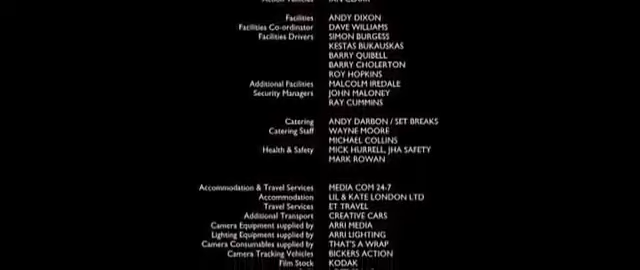 Action Vehicles IAN CLARK
Facilities ANDY DIXON
Facilities Co-ordinator DAVE WILLIAMS
Facilities Drivers SIMON BURGESS
KESTAS BUKAUSKAS
BARRY QUIBELL
BARRY CHOLERTON
ROY HOPKINS
Additional Facilities MALCOLM IREDALE
Security Managers JOHN MALONEY
RAY CUMMINS
Catering ANDY DARBON / SET BREAKS
Catering Staff WAYNE MOORE
MICHAEL COLLINS
Health & Safety MICK HURRELL, JHA SAFETY
MARK ROWAN
Accommodation & Travel Services MEDIA COM 24-7
Accommodation LIL & KATE LONDON LTD
Travel Services ET TRAVEL
Additional Transport CREATIVE CARS
Camera Equipment supplied by ARRI MEDIA
Lighting Equipment supplied by ARRI LIGHTING
Camera Consumables supplied by THAT'S A WRAP
Camera Tracking Vehicles BICKERS ACTION
Film Stock KODAK